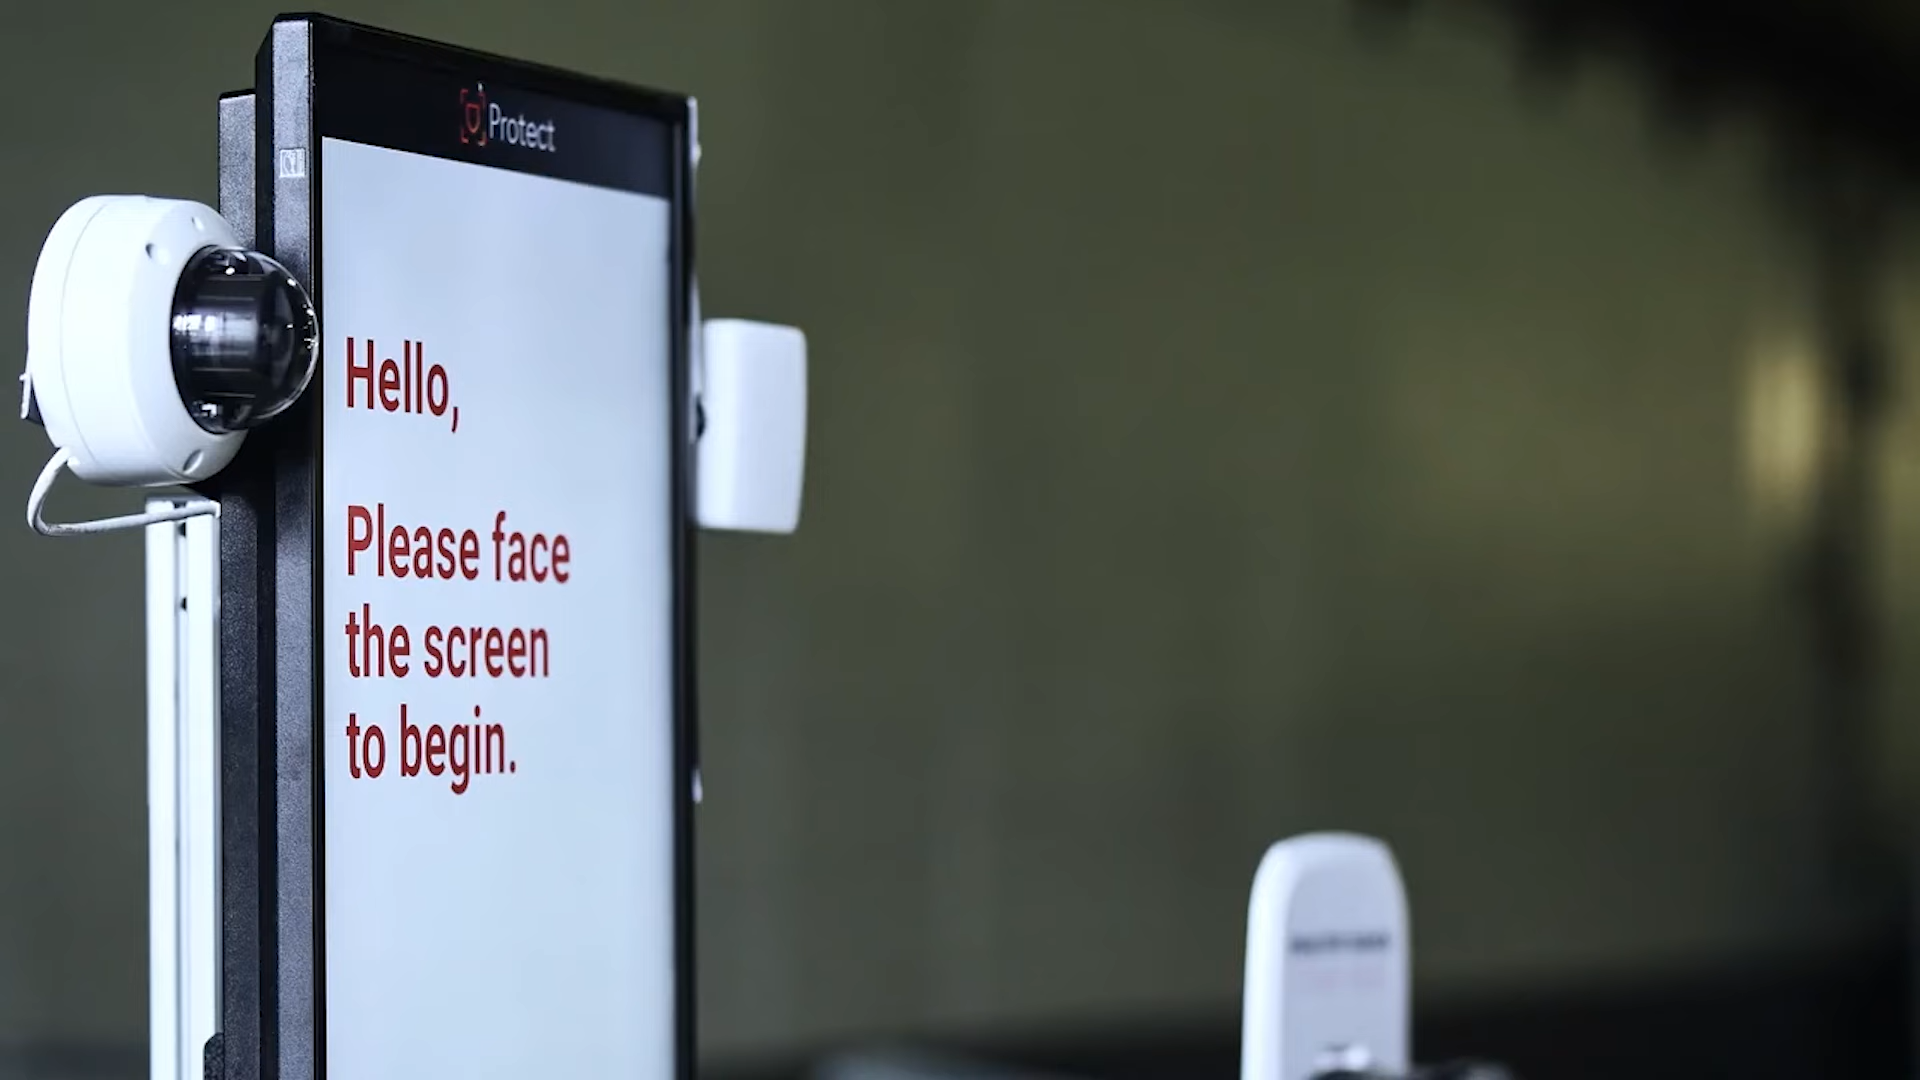 Protect
Hello,
Please face
the screen
to begin.